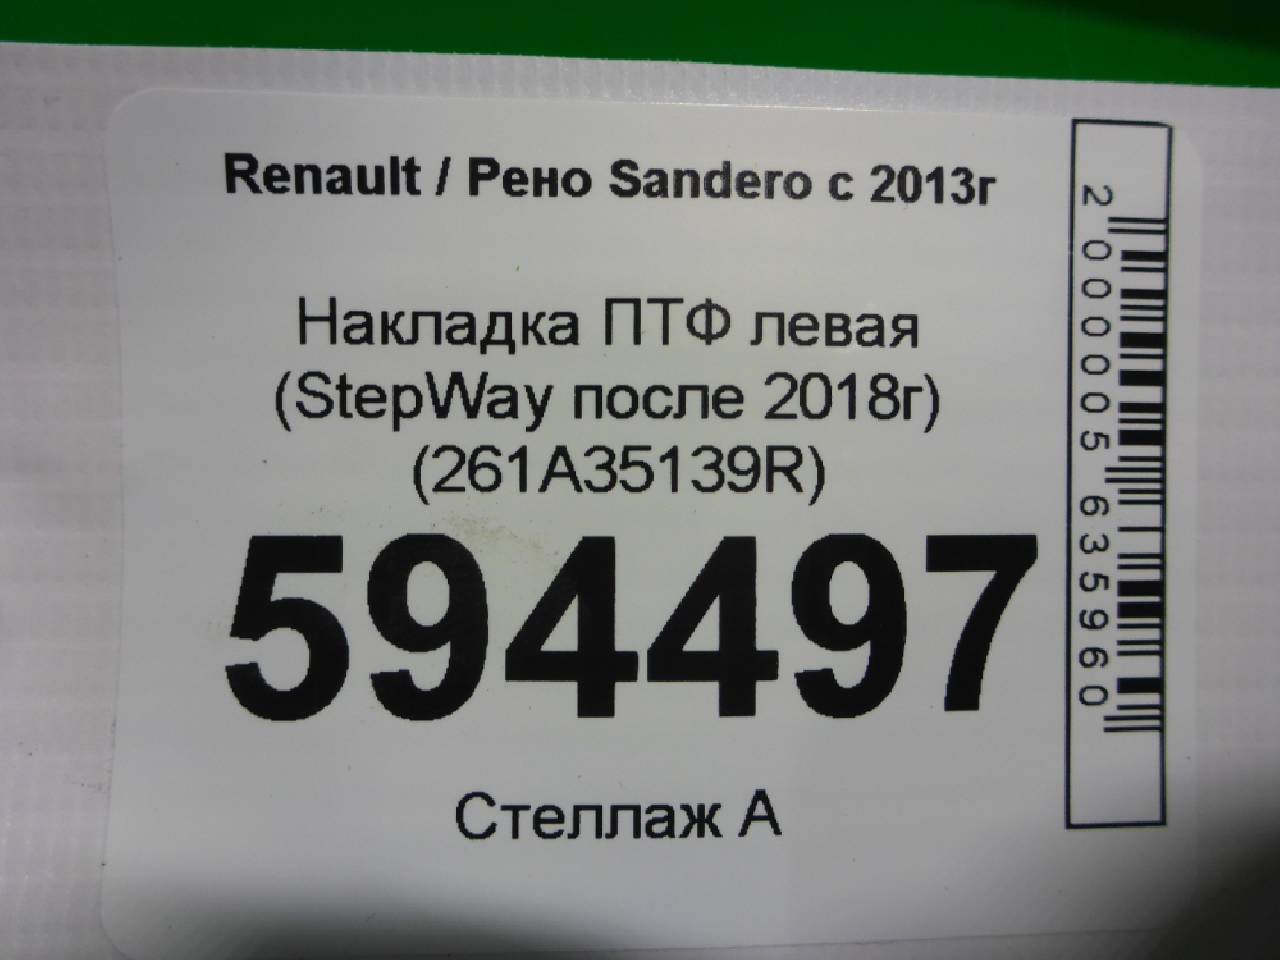 Renault / Рено Sandero с 2013г
Накладка ПТФ левая
(StepWay после 2018г)
(261A35139R)
594497
Стеллаж А
2000005635960